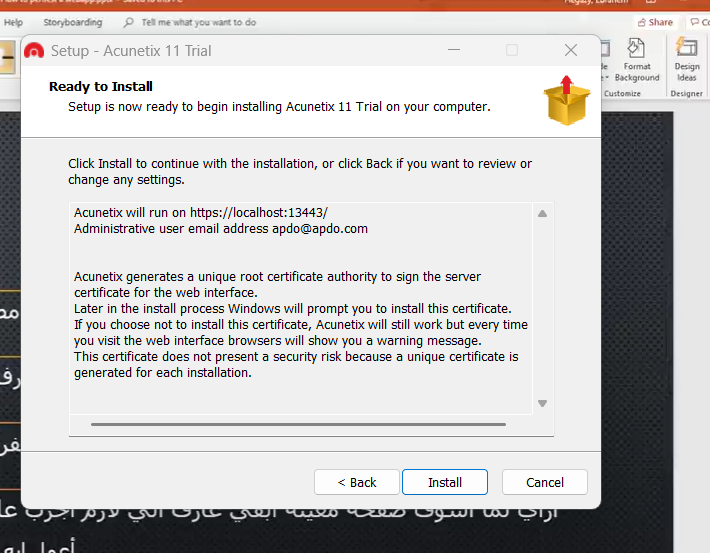 Help Storyboarding Tell me what you want to do Share
Setup - Acunetix 11 Trial
Format
Background
Customize
Design
Ideas
Designer
Ready to Install
Setup is now ready to begin installing Acunetix 11 Trial on your computer.
Click Install to continue with the installation, or click Back if you want to review or
change any settings.
Acunetix will run on https://localhost:13443/
Administrative user email address apdo@apdo.com
Acunetix generates a unique root certificate authority to sign the server
certificate for the web interface.
Later in the install process Windows will prompt you to install this certificate.
If you choose not to install this certificate, Acunetix will still work but every time
you visit the web interface browsers will show you a warning message.
This certificate does not present a security risk because a unique certificate is
generated for each installation.
< Back
Install
Cancel